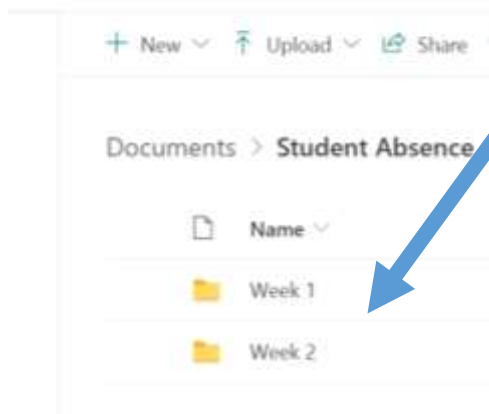 + New Upload Share
Documents > Student Absence
Name
Week 1
Week 2